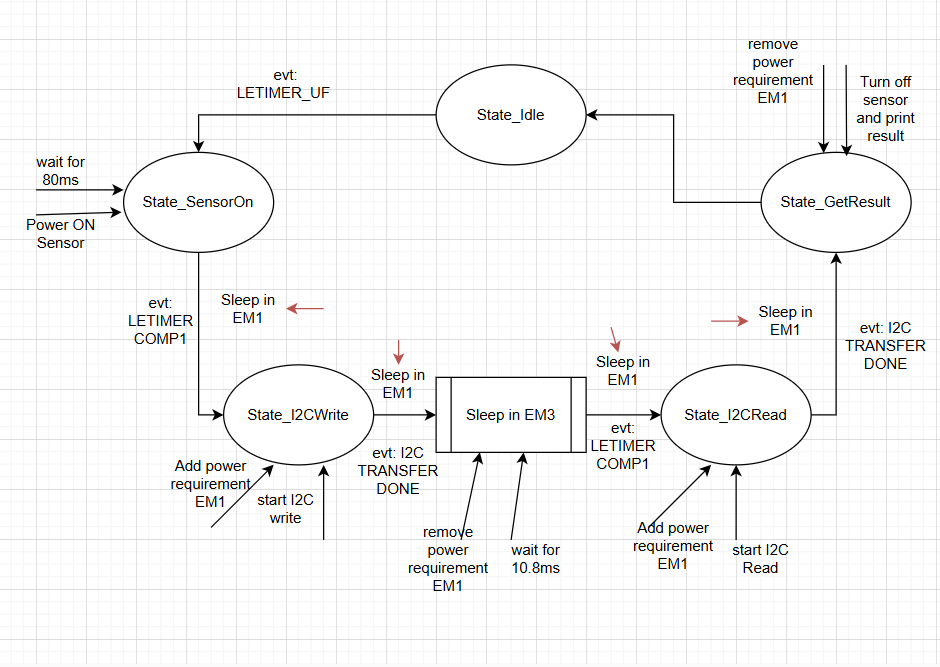 remove
power
requirement
EM1
Turn off
sensor
and print
result
evt:
LETIMER_UF
State_Idle
wait for
80ms
State_SensorOn
State_GetResult
Power ON
Sensor
evt:
LETIMER
COMP1
Sleep in
EM1
Sleep in
EM1
evt: I2C
TRANSFER
DONE
Sleep in
EM1
Sleep in
EM1
State_I2CWrite
Sleep in EM3
State_I2CRead
evt: I2C
TRANSFER
DONE
evt:
LETIMER
COMP1
Add power
requirement
EM1
start I2C
write
remove
power
requirement
EM1
wait for
10.8ms
Add power
requirement
EM1
start I2C
Read